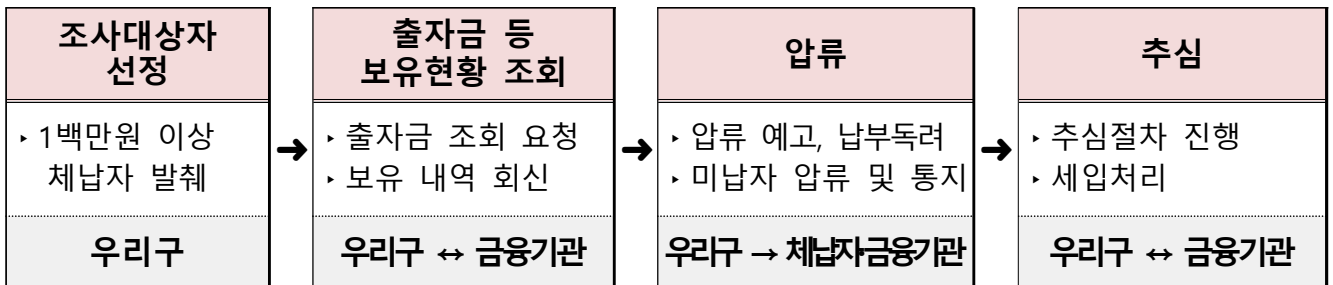 조사대상자
선정
‣ 1백만원 이상
체납자 발췌
우리구
➜
출자금 등
보유현황 조회
‣ 출자금 조회 요청
‣ 보유 내역 회신
우리구 ↔ 금융기관
➜
압류
‣ 압류 예고, 납부독려
‣ 미납자 압류 및 통지
우리구 → 체납자·금융기관
➜
추심
‣ 추심절차 진행
‣ 세입처리
우리구 ↔ 금융기관